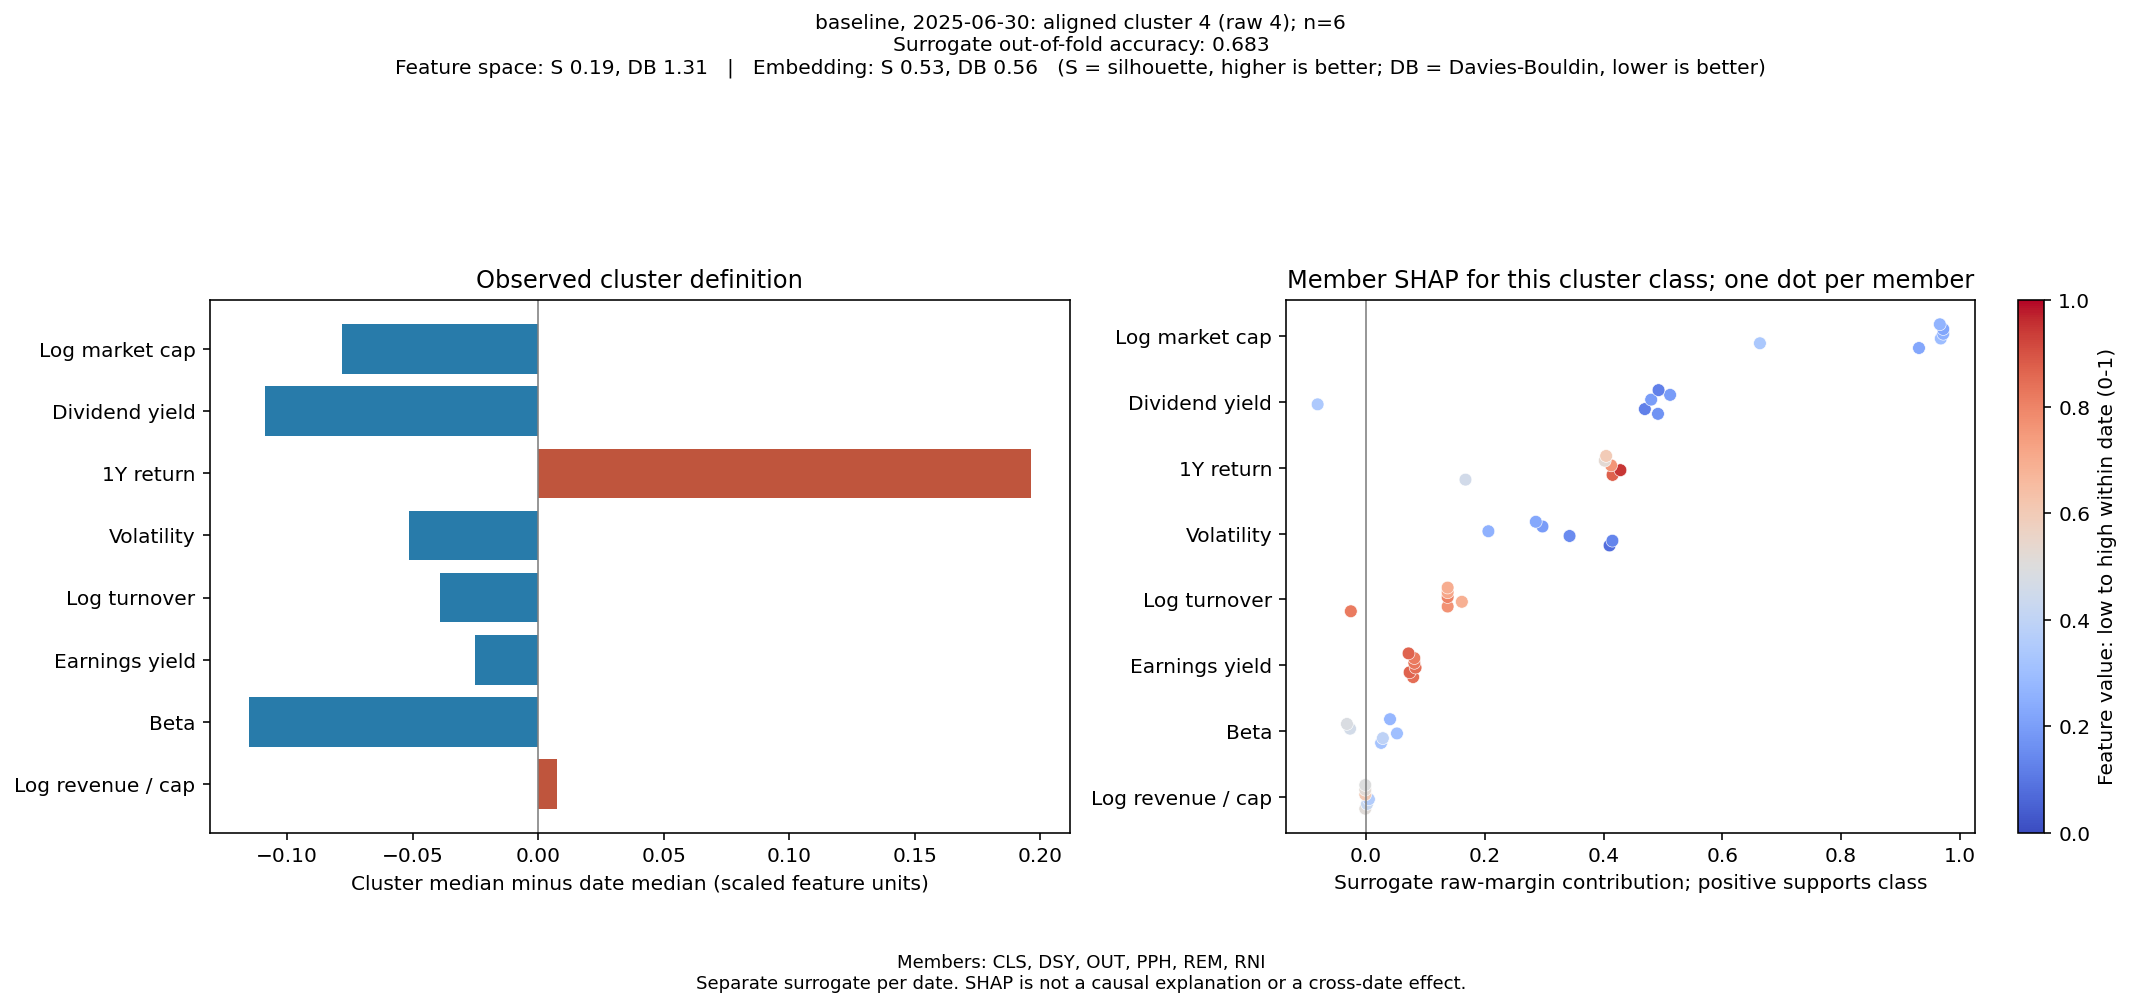 baseline, 2025-06-30: aligned cluster 4 (raw 4); n=6
Surrogate out-of-fold accuracy: 0.683
Feature space: S 0.19, DB 1.31   |   Embedding: S 0.53, DB 0.56   (S = silhouette, higher is better; DB = Davies-Bouldin, lower is better)
Observed cluster definition
Log market cap
Dividend yield
1Y return
Volatility
Log turnover
Earnings yield
Beta
Log revenue / cap
−0.10 −0.05 0.00 0.05 0.10 0.15 0.20
Cluster median minus date median (scaled feature units)
Member SHAP for this cluster class; one dot per member
Log market cap
Dividend yield
1Y return
Volatility
Log turnover
Earnings yield
Beta
Log revenue / cap
0.0 0.2 0.4 0.6 0.8 1.0
Surrogate raw-margin contribution; positive supports class
1.0
0.8
0.6
0.4
0.2
0.0
Feature value: low to high within date (0-1)
Members: CLS, DSY, OUT, PPH, REM, RNI
Separate surrogate per date. SHAP is not a causal explanation or a cross-date effect.